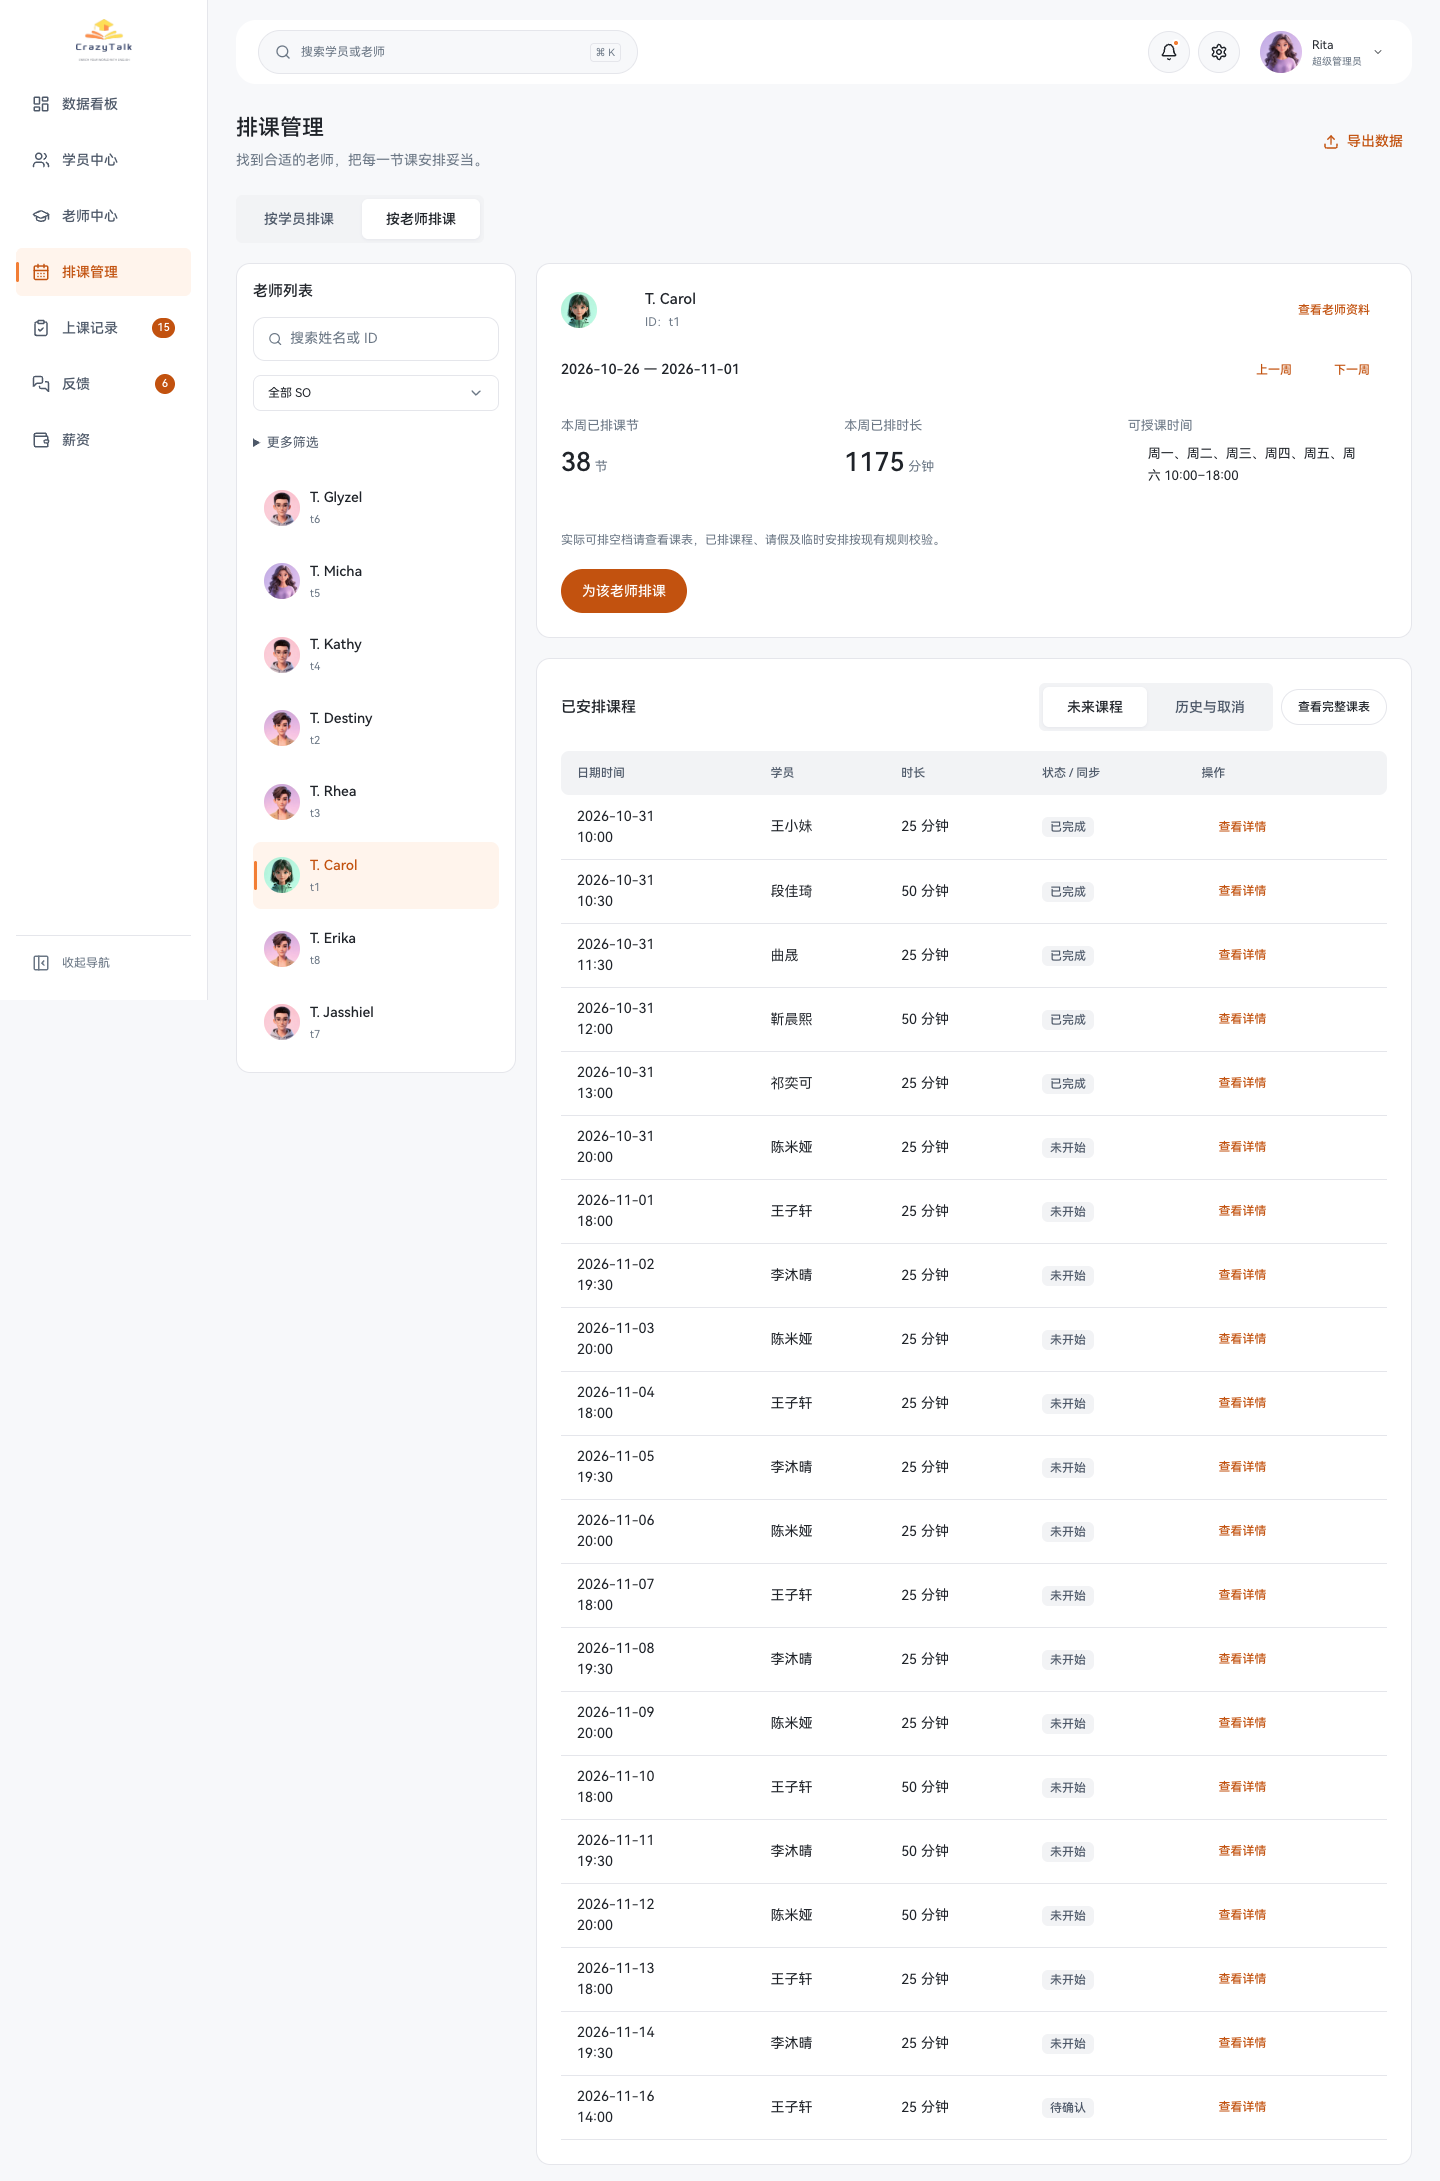 CrazyTalk
数据看板
学员中心
老师中心
排课管理
上课记录 15
反馈 6
薪资
收起导航
搜索学员或老师 ⌘ K
Rita
超级管理员
排课管理
找到合适的老师，把每一节课安排妥当。
导出数据
按学员排课 按老师排课
老师列表
搜索姓名或 ID
全部 SO
更多筛选
T. Glyzel
t6
T. Micha
t5
T. Kathy
t4
T. Destiny
t2
T. Rhea
t3
T. Carol
t1
T. Erika
t8
T. Jasshiel
t7
T. Carol
ID：t1
查看老师资料
2026-10-26 — 2026-11-01 上一周 下一周
本周已排课节 本周已排时长 可授课时间
38 节 1175 分钟 周一、周二、周三、周四、周五、周
六 10:00–18:00
实际可排空档请查看课表，已排课程、请假及临时安排按现有规则校验。
为该老师排课
已安排课程 未来课程 历史与取消 查看完整课表
日期时间 学员 时长 状态 / 同步 操作
2026-10-31
10:00 王小妹 25 分钟 已完成 查看详情
2026-10-31
10:30 段佳琦 50 分钟 已完成 查看详情
2026-10-31
11:30 曲晟 25 分钟 已完成 查看详情
2026-10-31
12:00 靳晨熙 50 分钟 已完成 查看详情
2026-10-31
13:00 祁奕可 25 分钟 已完成 查看详情
2026-10-31
20:00 陈米娅 25 分钟 未开始 查看详情
2026-11-01
18:00 王子轩 25 分钟 未开始 查看详情
2026-11-02
19:30 李沐晴 25 分钟 未开始 查看详情
2026-11-03
20:00 陈米娅 25 分钟 未开始 查看详情
2026-11-04
18:00 王子轩 25 分钟 未开始 查看详情
2026-11-05
19:30 李沐晴 25 分钟 未开始 查看详情
2026-11-06
20:00 陈米娅 25 分钟 未开始 查看详情
2026-11-07
18:00 王子轩 25 分钟 未开始 查看详情
2026-11-08
19:30 李沐晴 25 分钟 未开始 查看详情
2026-11-09
20:00 陈米娅 25 分钟 未开始 查看详情
2026-11-10
18:00 王子轩 50 分钟 未开始 查看详情
2026-11-11
19:30 李沐晴 50 分钟 未开始 查看详情
2026-11-12
20:00 陈米娅 50 分钟 未开始 查看详情
2026-11-13
18:00 王子轩 25 分钟 未开始 查看详情
2026-11-14
19:30 李沐晴 25 分钟 未开始 查看详情
2026-11-16
14:00 王子轩 25 分钟 待确认 查看详情